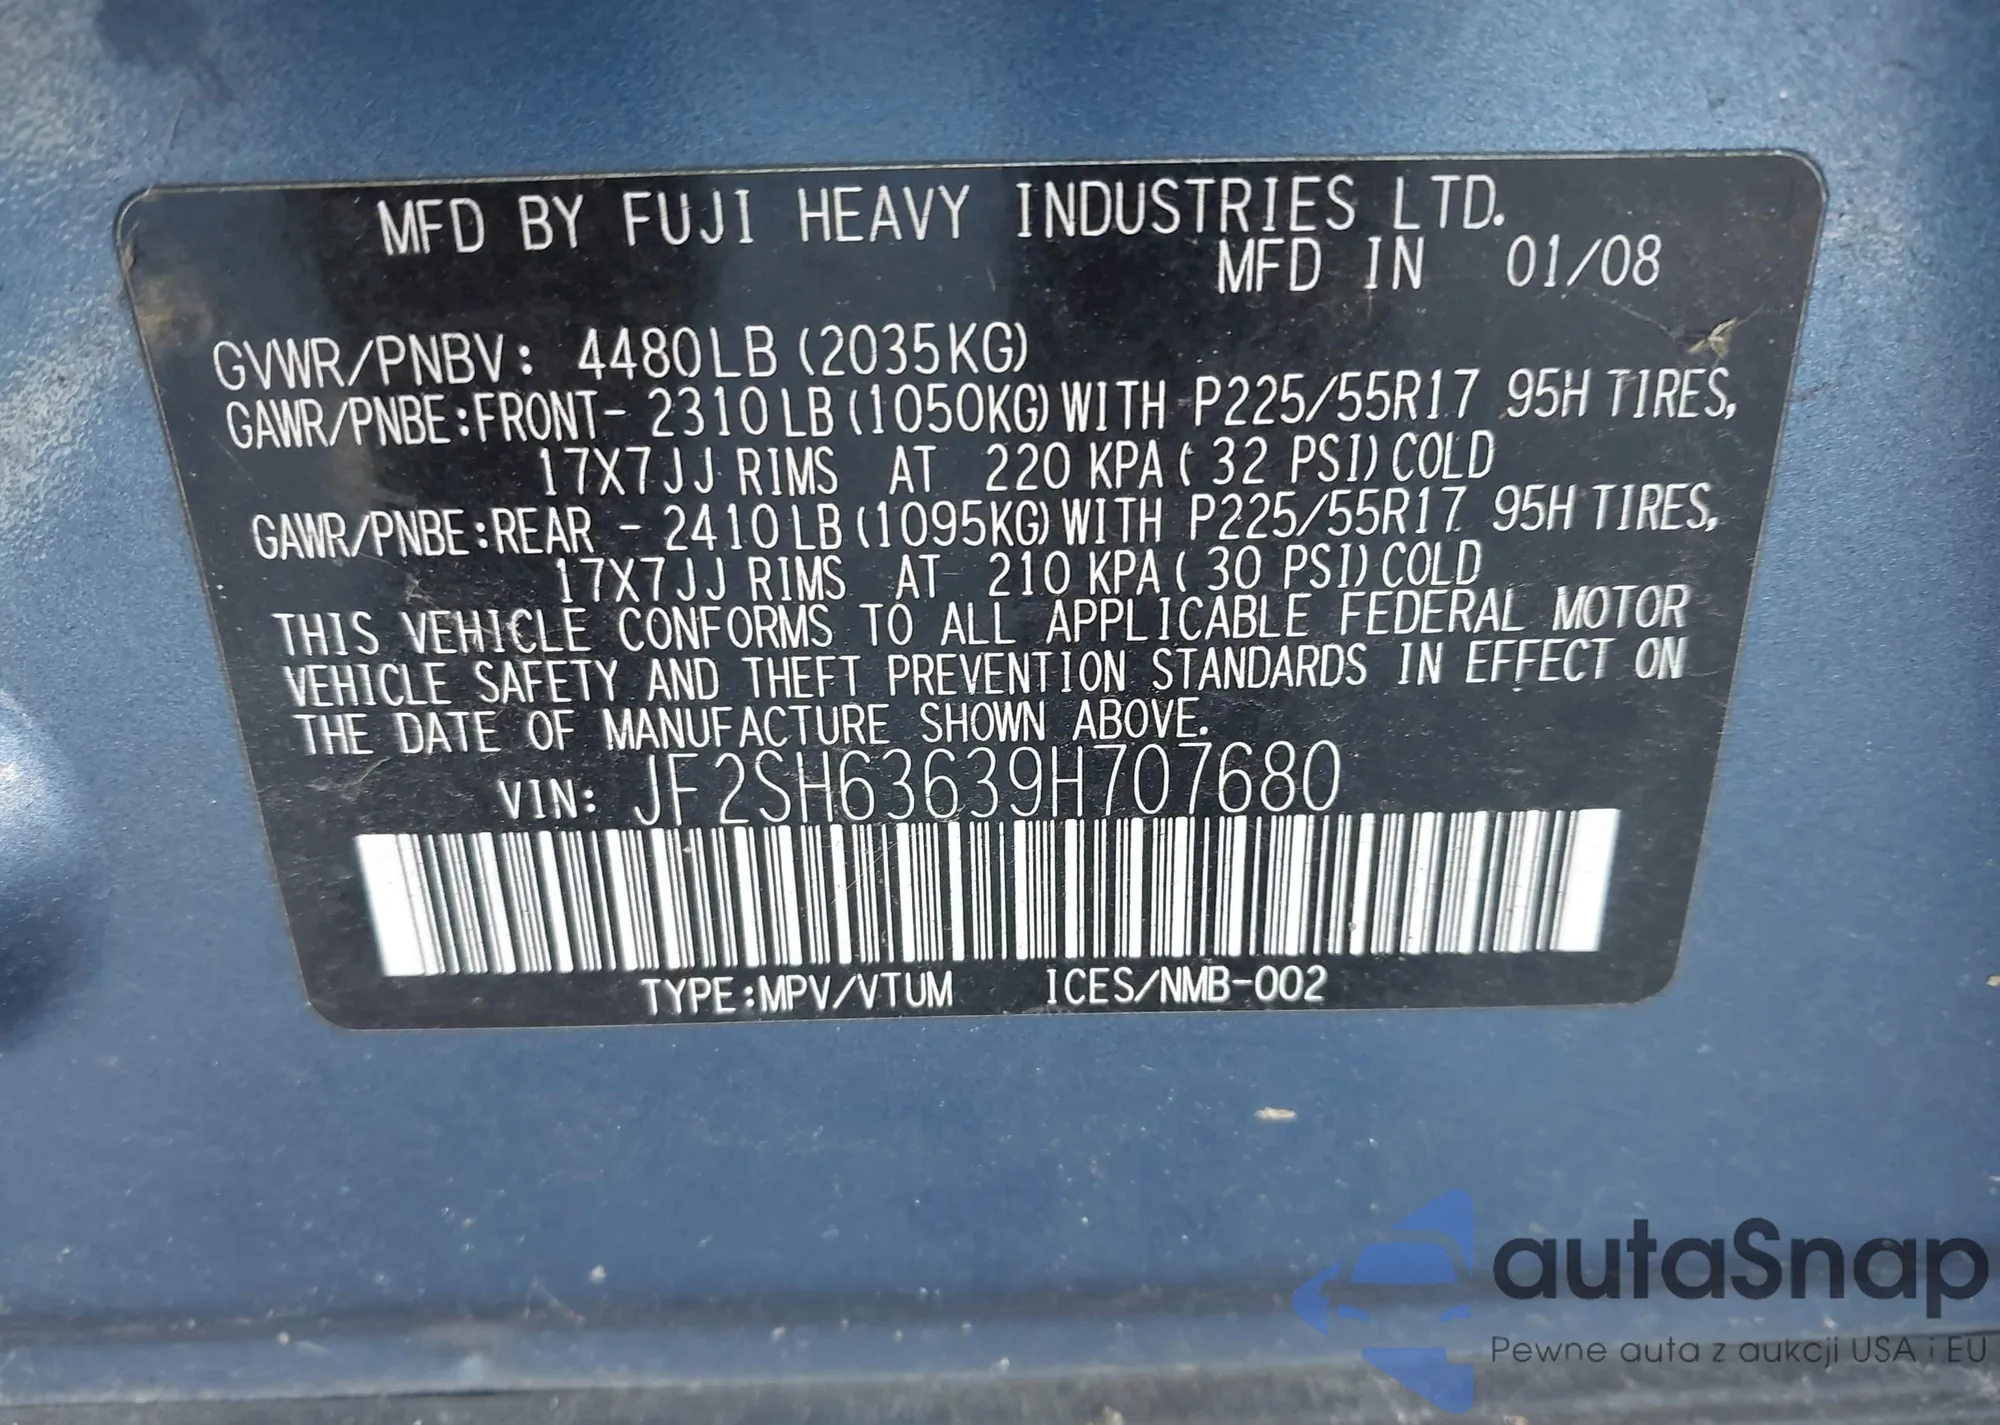 MFD BY FUJI HEAVY INDUSTRIES LTD.
MFD IN 01/08
GVWR/PNBV: 4480LB (2035KG)
GAWR/PNBE:FRONT- 2310LB(1050KG)WITH P225/55R17 95H TIRES,
17X7JJ RIMS AT 220 KPA( 32 PSI)COLD
GAWR/PNBE:REAR - 2410LB(1095KG)WITH P225/55R17 95H TIRES,
17X7JJ RIMS AT 210 KPA( 30 PSI)COLD
THIS VEHICLE CONFORMS TO ALL APPLICABLE FEDERAL MOTOR
VEHICLE SAFETY AND THEFT PREVENTION STANDARDS IN EFFECT ON
THE DATE OF MANUFACTURE SHOWN ABOVE.
VIN: JF2SH63639H707680
TYPE:MPV/VTUM ICES/NMB-002
autaSnap
Pewne auta z aukcji USA i EU